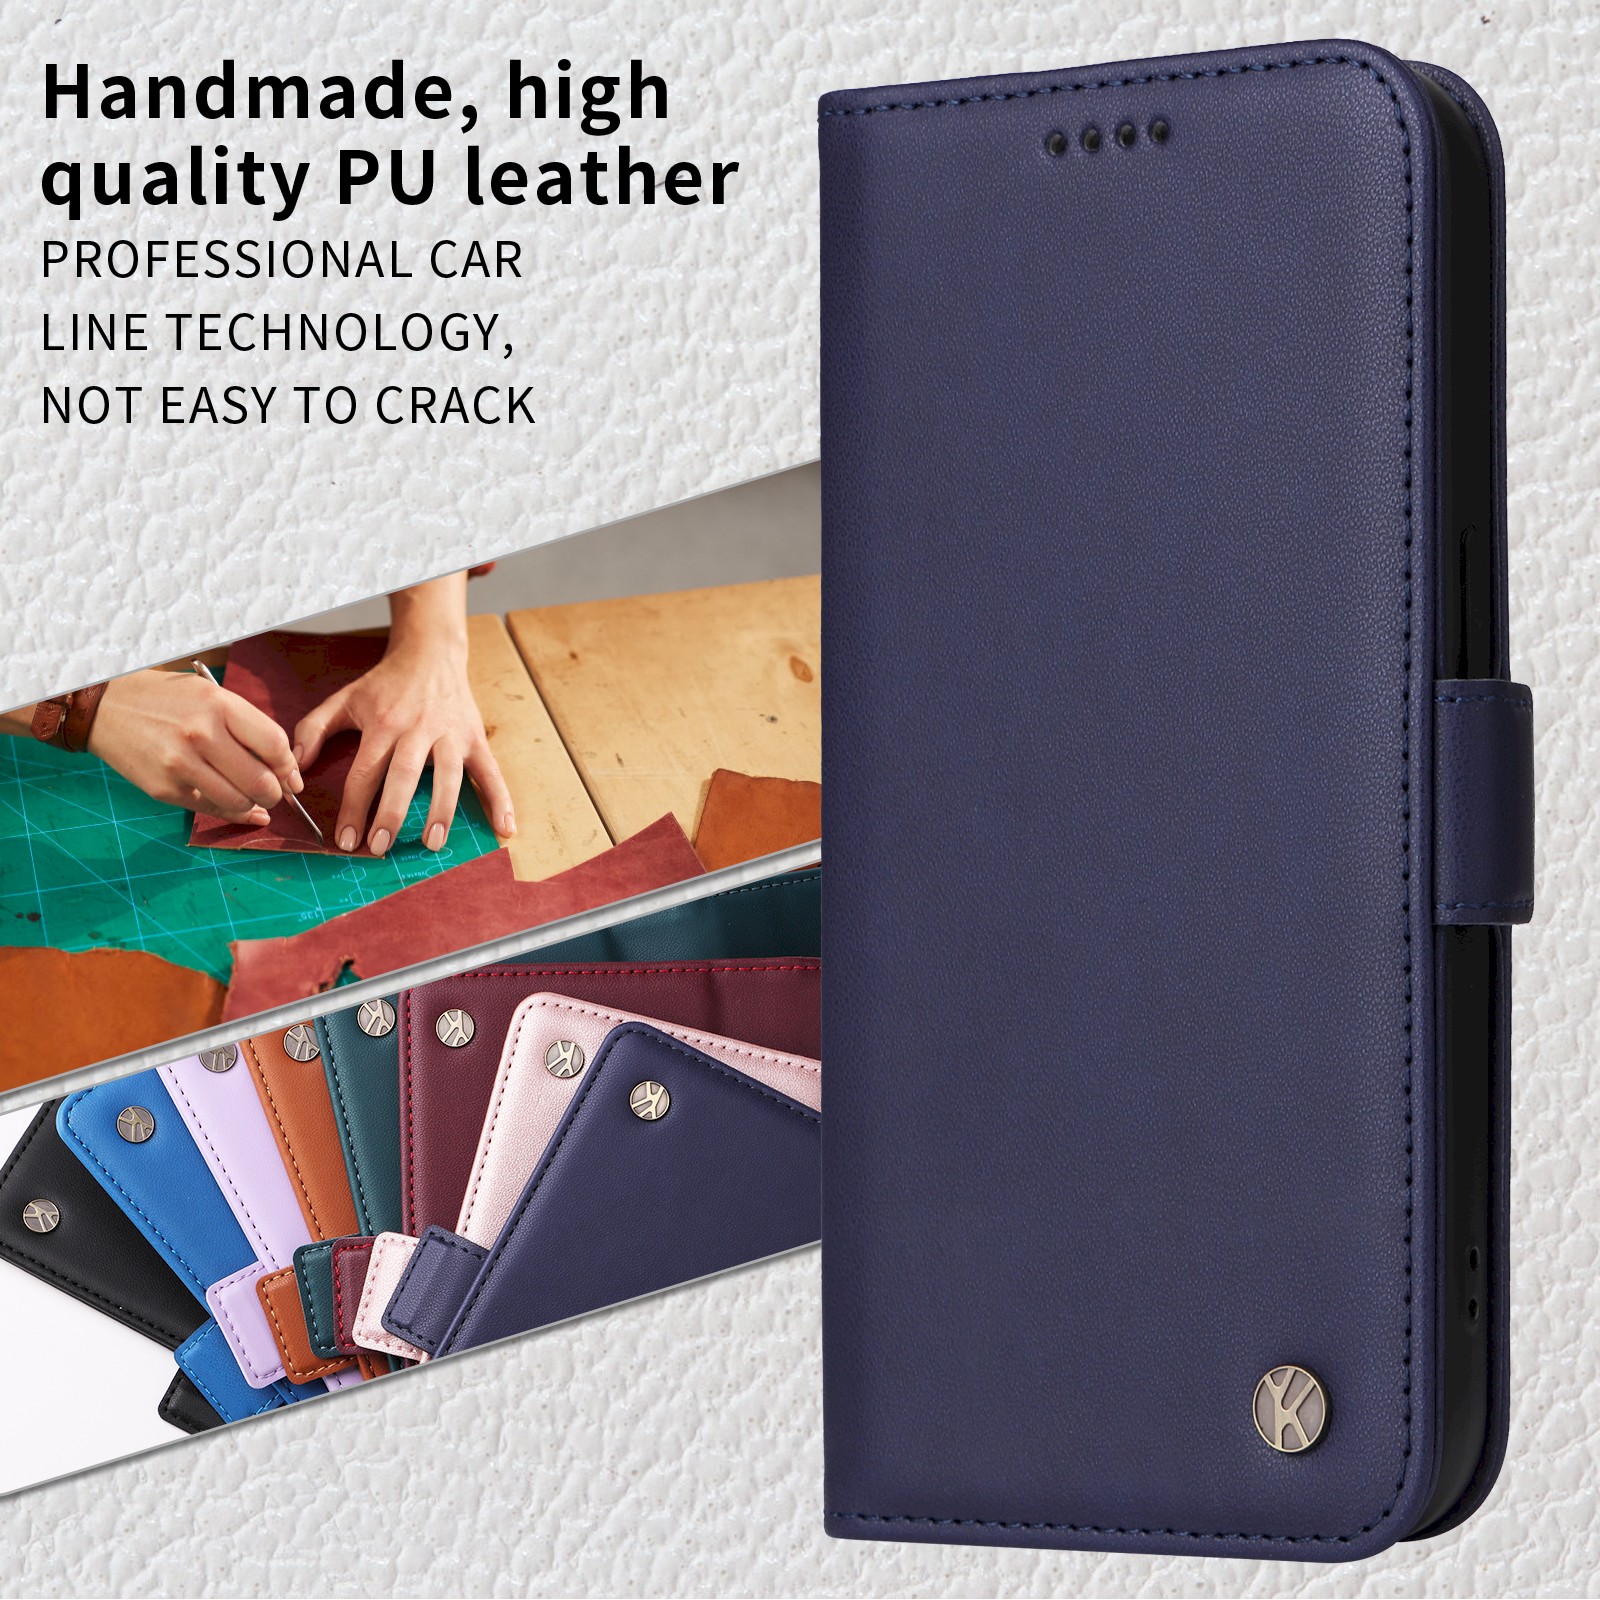 Handmade, high
quality PU leather
PROFESSIONAL CAR
LINE TECHNOLOGY,
NOT EASY TO CRACK